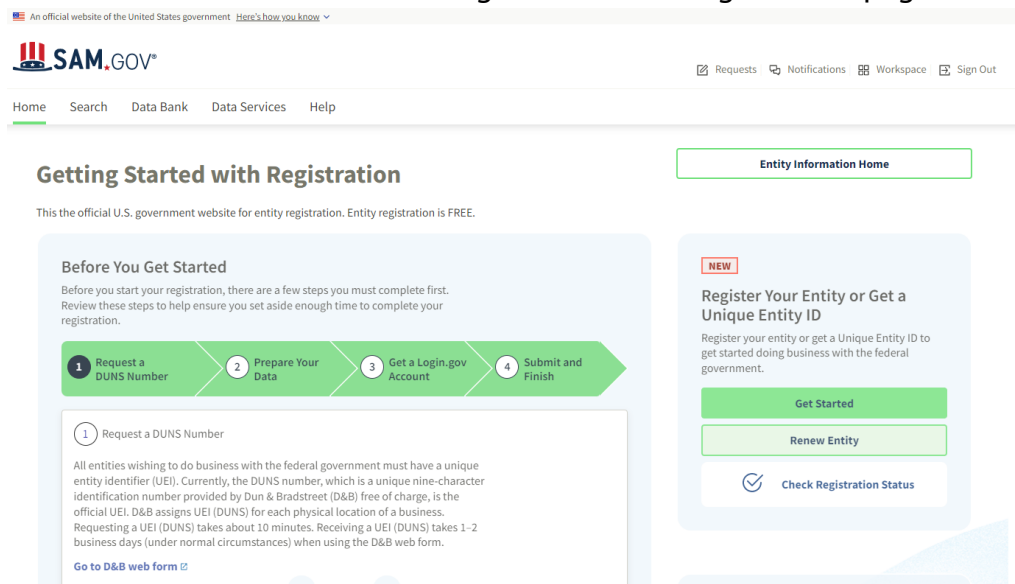 An official website of the United States government Here's how you know
SAM.GOV®
Requests Notifications Workspace Sign Out
Home Search Data Bank Data Services Help
Getting Started with Registration
This the official U.S. government website for entity registration. Entity registration is FREE.
Before You Get Started
Before you start your registration, there are a few steps you must complete first.
Review these steps to help ensure you set aside enough time to complete your
registration.
1 Request a
DUNS Number
2 Prepare Your
Data
3 Get a Login.gov
Account
4 Submit and
Finish
1 Request a DUNS Number
All entities wishing to do business with the federal government must have a unique
entity identifier (UEI). Currently, the DUNS number, which is a unique nine-character
identification number provided by Dun & Bradstreet (D&B) free of charge, is the
official UEI. D&B assigns UEI (DUNS) for each physical location of a business.
Requesting a UEI (DUNS) takes about 10 minutes. Receiving a UEI (DUNS) takes 1–2
business days (under normal circumstances) when using the D&B web form.
Go to D&B web form
Entity Information Home
NEW
Register Your Entity or Get a
Unique Entity ID
Register your entity or get a Unique Entity ID to
get started doing business with the federal
government.
Get Started
Renew Entity
Check Registration Status